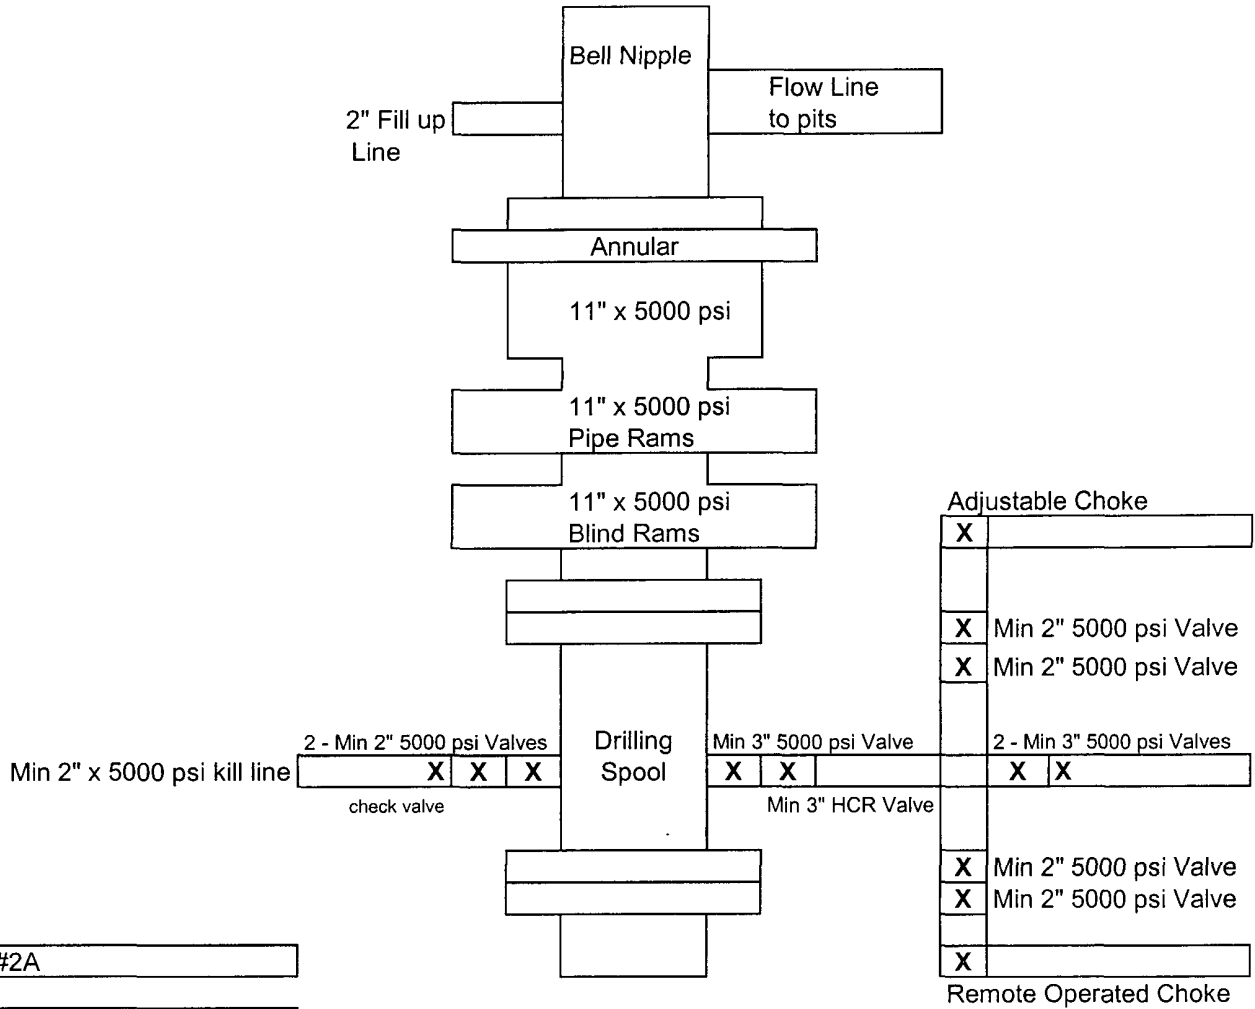 Bell Nipple
Flow Line
to pits
2" Fill up
Line
Annular
11" x 5000 psi
11" x 5000 psi
Pipe Rams
11" x 5000 psi
Blind Rams
Adjustable Choke
X
X Min 2" 5000 psi Valve
X Min 2" 5000 psi Valve
2 - Min 2" 5000 psi Valves
Drilling
Spool
Min 3" 5000 psi Valve
2 - Min 3" 5000 psi Valves
Min 2" x 5000 psi kill line
X X X
X X
X X
check valve
Min 3" HCR Valve
X Min 2" 5000 psi Valve
X Min 2" 5000 psi Valve
#2A
X
Remote Operated Choke